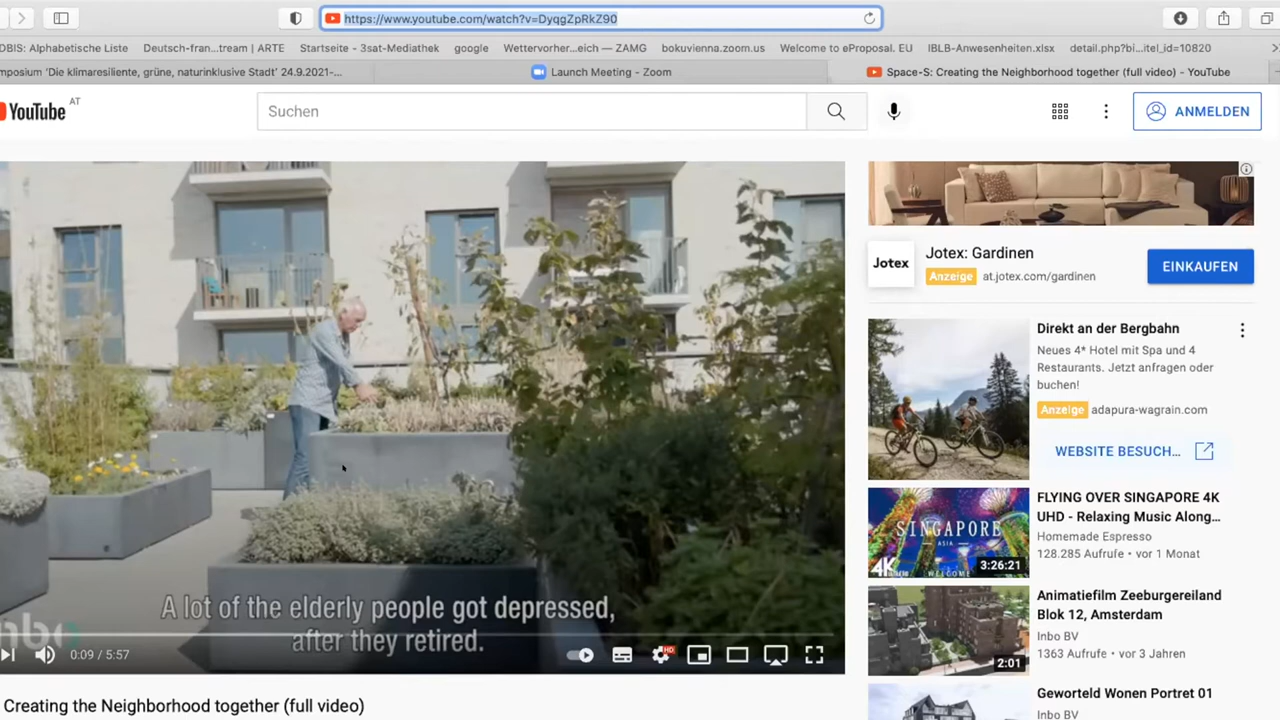 https://www.youtube.com/watch?v=DyqgZpRkZ90
OBIS: Alphabetische Liste Deutsch-fran...tream | ARTE Startseite - 3sat-Mediathek google Wettervorher...eich — ZAMG bokuvienna.zoom.us Welcome to eProposal. EU IBLB-Anwesenheiten.xlsx detail.php?bi...itel_id=10820
mposium 'Die klimaresiliente, grüne, naturinklusive Stadt' 24.9.2021-... Launch Meeting - Zoom Space-S: Creating the Neighborhood together (full video) - YouTube
YouTube AT
Suchen
ANMELDEN
A lot of the elderly people got depressed,
after they retired.
0:09 / 5:57
HD
Creating the Neighborhood together (full video)
Jotex
Jotex: Gardinen
Anzeige at.jotex.com/gardinen
EINKAUFEN
Direkt an der Bergbahn
Neues 4* Hotel mit Spa und 4
Restaurants. Jetzt anfragen oder
buchen!
Anzeige adapura-wagrain.com
WEBSITE BESUCH...
SINGAPORE
ASIA
4K
WELCOME
3:26:21
FLYING OVER SINGAPORE 4K
UHD - Relaxing Music Along...
Homemade Espresso
128.285 Aufrufe • vor 1 Monat
2:01
Animatiefilm Zeeburgereiland
Blok 12, Amsterdam
Inbo BV
1363 Aufrufe • vor 3 Jahren
Geworteld Wonen Portret 01
Inbo BV